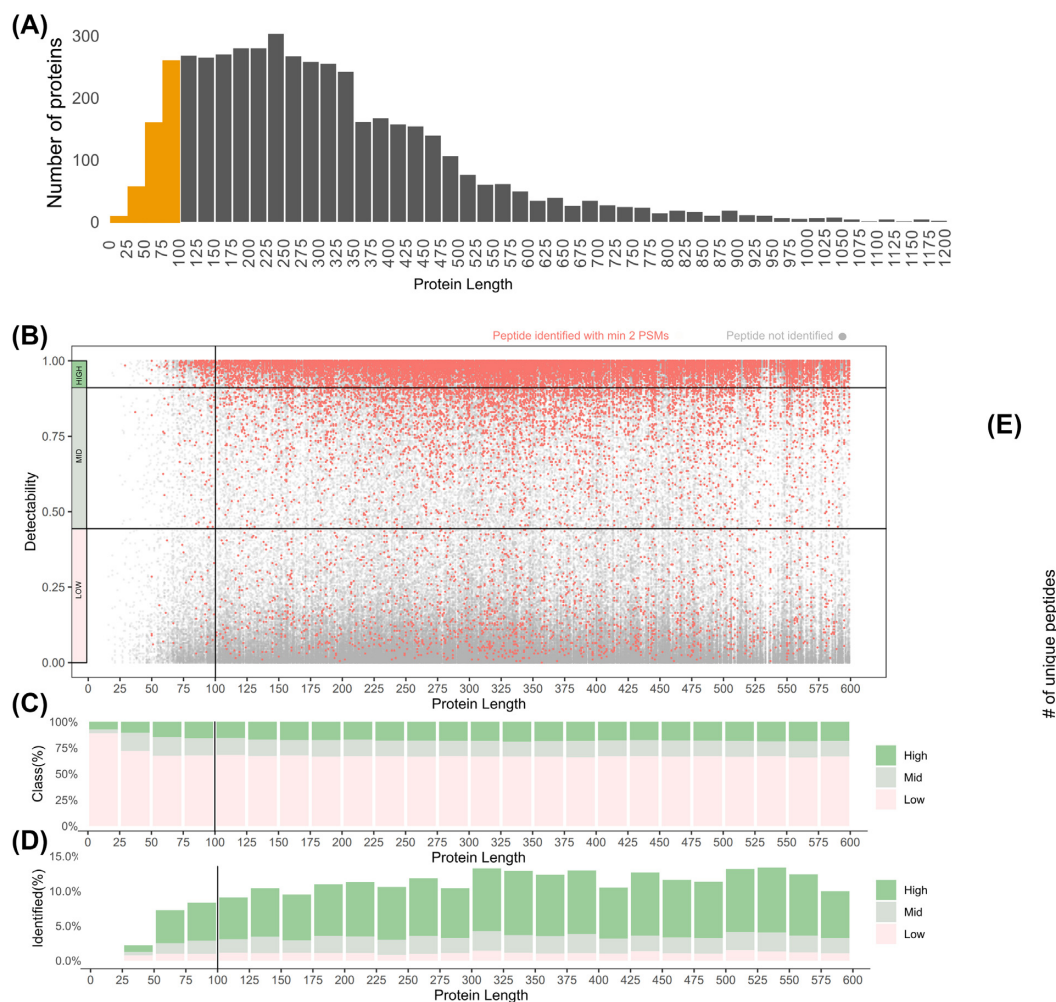 (A)
Number of proteins
300
200
100
0
0 25 50 75 100 125 150 175 200 225 250 275 300 325 350 375 400 425 450 475 500 525 550 575 600 625 650 675 700 725 750 775 800 825 850 875 900 925 950 975 1000 1025 1050 1075 1100 1125 1150 1175 1200
Protein Length
(B)
Peptide identified with min 2 PSMs Peptide not identified
Detectability
1.00
0.75
0.50
0.25
0.00
HIGH
MID
LOW
0 25 50 75 100 125 150 175 200 225 250 275 300 325 350 375 400 425 450 475 500 525 550 575 600
Protein Length
(E)
# of unique peptides
(C)
Class(%)
100%
75%
50%
25%
0%
High
Mid
Low
0 25 50 75 100 125 150 175 200 225 250 275 300 325 350 375 400 425 450 475 500 525 550 575 600
Protein Length
(D)
Identified(%)
15.0%
10.0%
5.0%
0.0%
High
Mid
Low
0 25 50 75 100 125 150 175 200 225 250 275 300 325 350 375 400 425 450 475 500 525 550 575 600
Protein Length